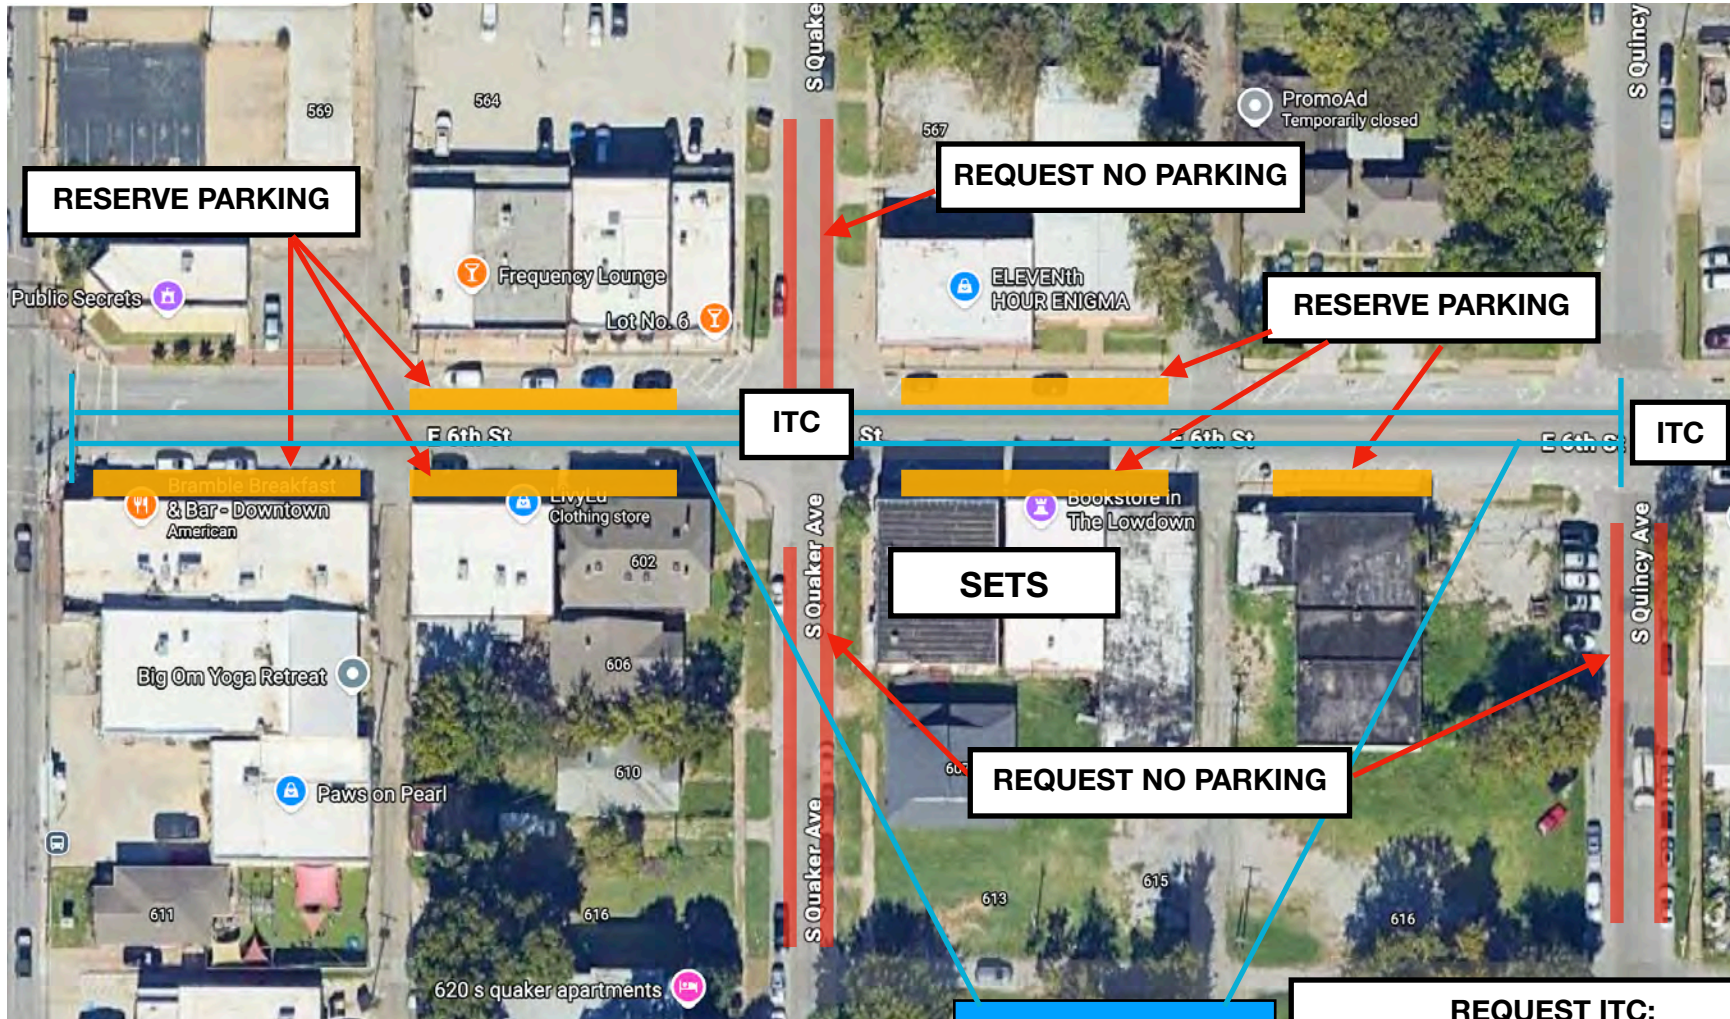 S Quake
S Quincy
569
564
567
PromoAd
Temporarily closed
REQUEST NO PARKING
RESERVE PARKING
Public Secrets
Frequency Lounge
Lot No. 6
ELEVENth
HOUR ENIGMA
RESERVE PARKING
ITC
ITC
E 6th St
St
E 6th St
E 6th St
Bramble Breakfast
& Bar - Downtown
American
LivyLu
Clothing store
602
Bookstore in
The Lowdown
S Quaker Ave
S Quincy Ave
SETS
606
Big Om Yoga Retreat
610
Paws on Pearl
REQUEST NO PARKING
S Quaker Ave
611
616
613
615
616
620 s quaker apartments
REQUEST ITC: